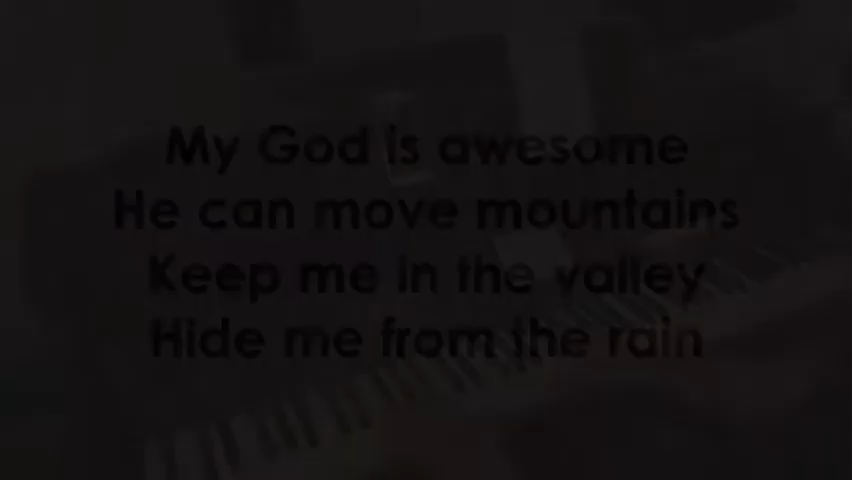 My God is awesome
He can move mountains
Keep me in the valley
Hide me from the rain